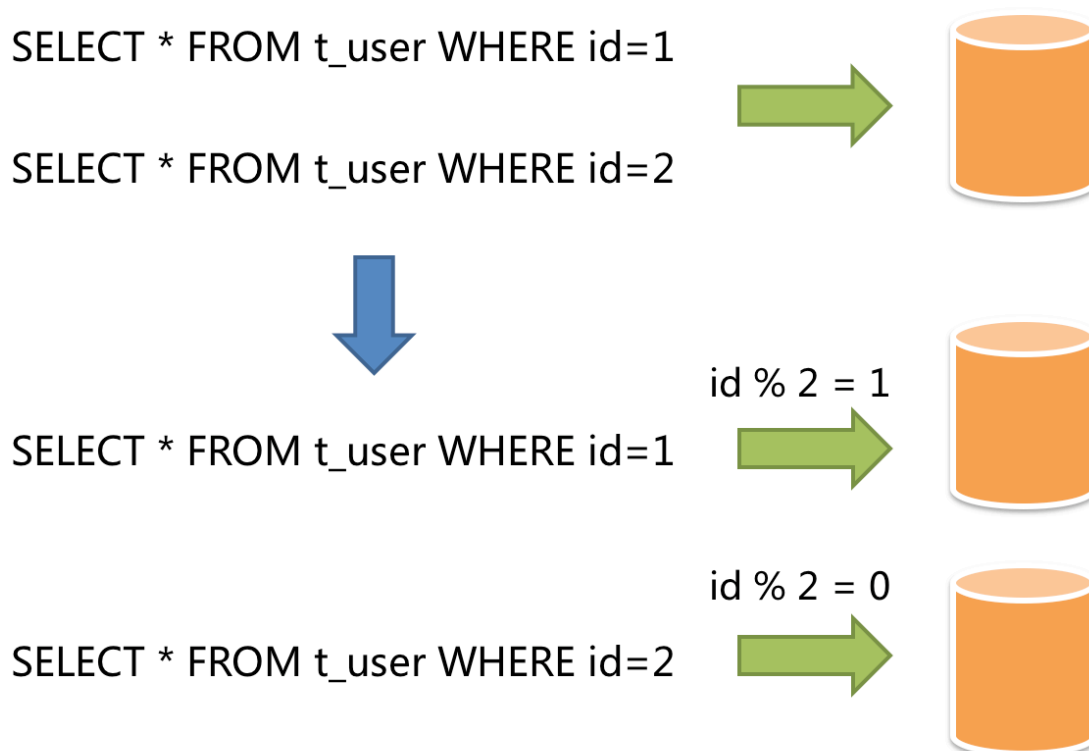 SELECT * FROM t_user WHERE id=1
SELECT * FROM t_user WHERE id=2
id % 2 = 1
SELECT * FROM t_user WHERE id=1
id % 2 = 0
SELECT * FROM t_user WHERE id=2